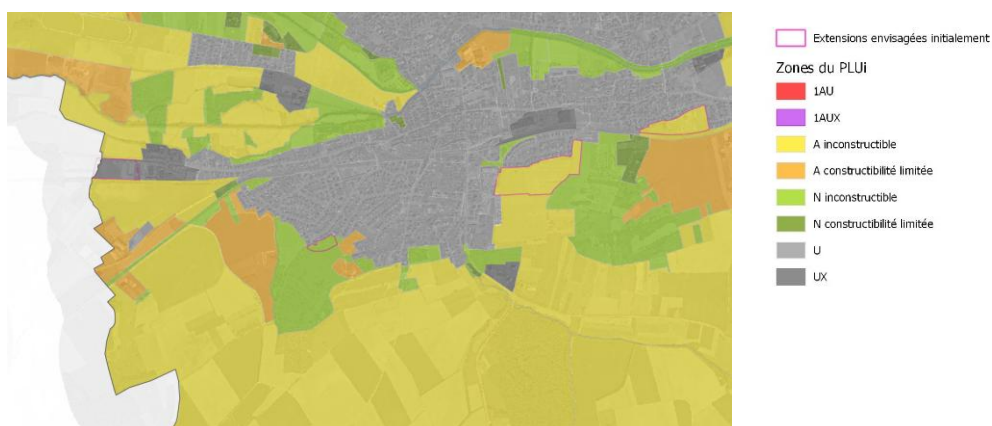 Extensions envisagées initialement
Zones du PLUi
1AU
1AUX
A inconstructible
A constructibilité limitée
N inconstructible
N constructibilité limitée
U
UX